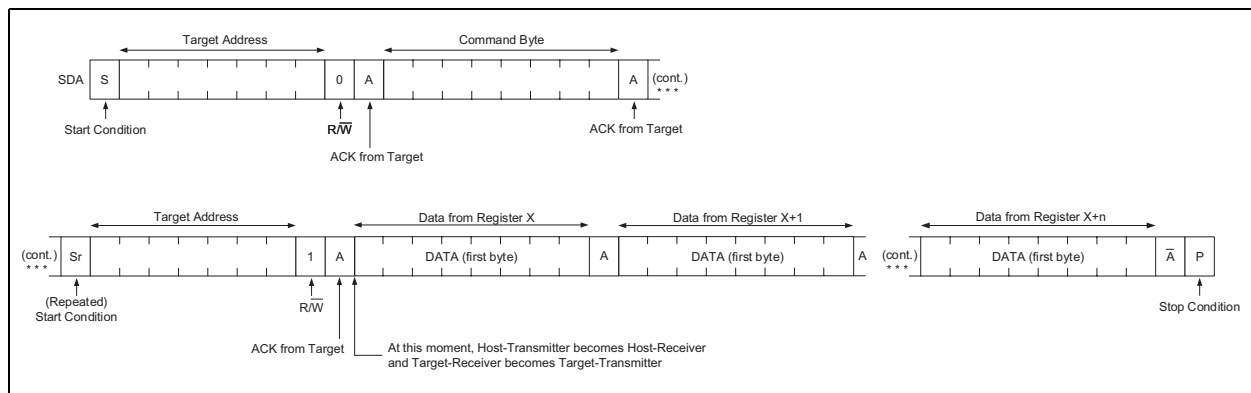 Target Address
Command Byte
SDA S 0 A A (cont.)
* * *
Start Condition
R/W̅
ACK from Target
ACK from Target
Target Address
Data from Register X
Data from Register X+1
Data from Register X+n
(cont.) Sr 1 A DATA (first byte) A DATA (first byte) A (cont.) DATA (first byte) A̅ P
* * *
* * *
(Repeated)
Start Condition
R/W̅
Stop Condition
ACK from Target
At this moment, Host-Transmitter becomes Host-Receiver
and Target-Receiver becomes Target-Transmitter